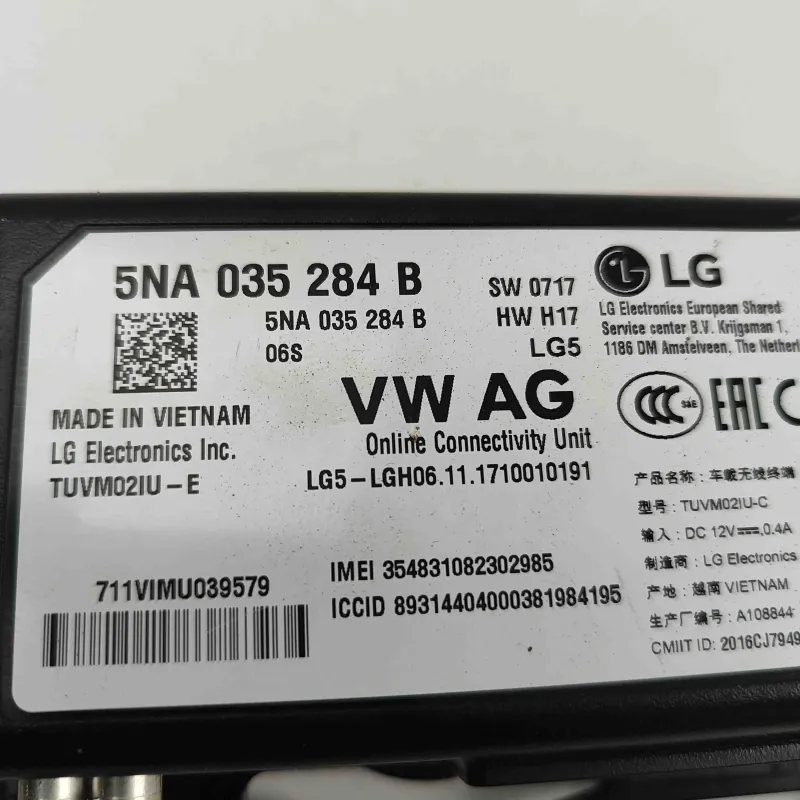 5NA 035 284 B
5NA 035 284 B
06S
SW 0717
HW H17
LG5
LG
LG Electronics European Shared
Service center B.V. Krijgsman 1,
1186 DM Amstelveen, The
VW AG
Online Connectivity Unit
LG5-LGH06.11.1710010191
MADE IN VIETNAM
LG Electronics Inc.
TUVM02IU-E
CCC S&E
EAC
711VIMU039579
IMEI 354831082302985
ICCID 89314404000381984195
产品名称: 车载无线终端
型号: TUVM02IU-C
输入: DC 12V⎓, 0.4A
制造商: LG Electronics
产地: 越南 VIETNAM
生产厂编号: A108844
CMIIT ID: 2016CJ7949